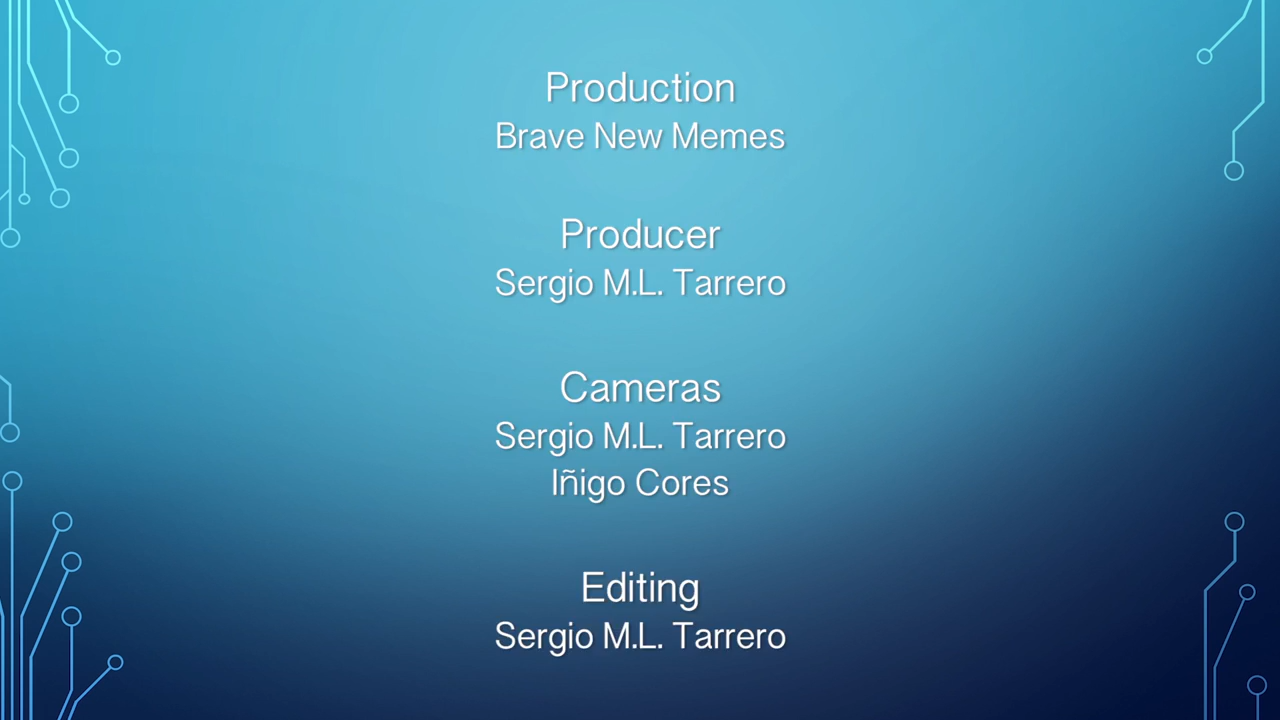 Production
Brave New Memes
Producer
Sergio M.L. Tarrero
Cameras
Sergio M.L. Tarrero
Iñigo Cores
Editing
Sergio M.L. Tarrero